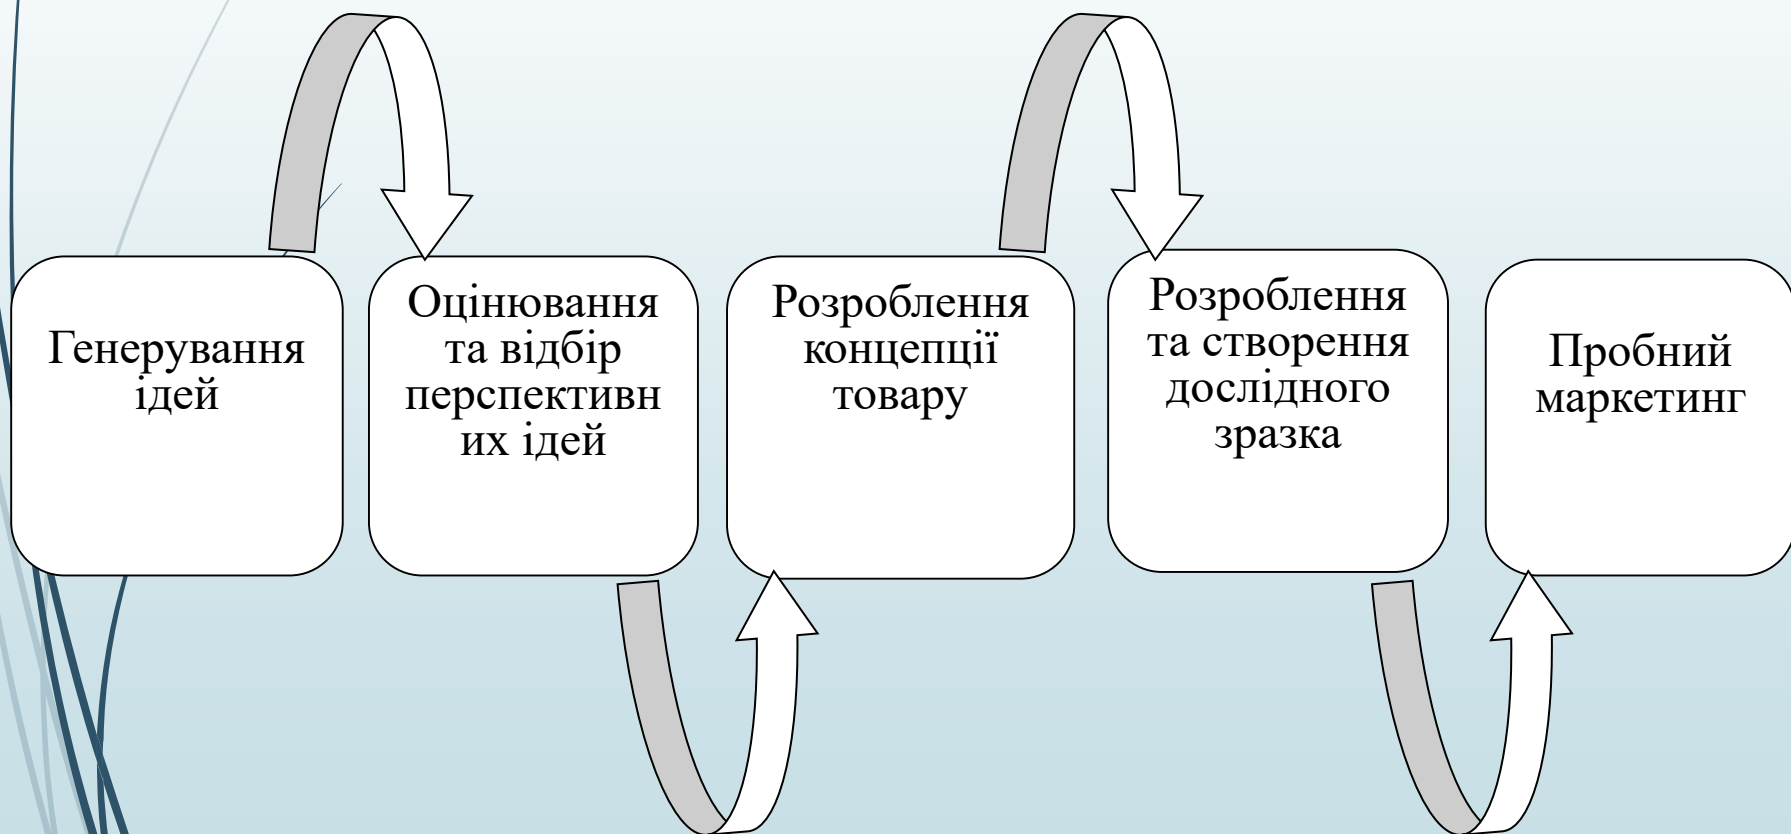 Генерування
ідей
Оцінювання
та відбір
перспективн
их ідей
Розроблення
концепції
товару
Розроблення
та створення
дослідного
зразка
Пробний
маркетинг